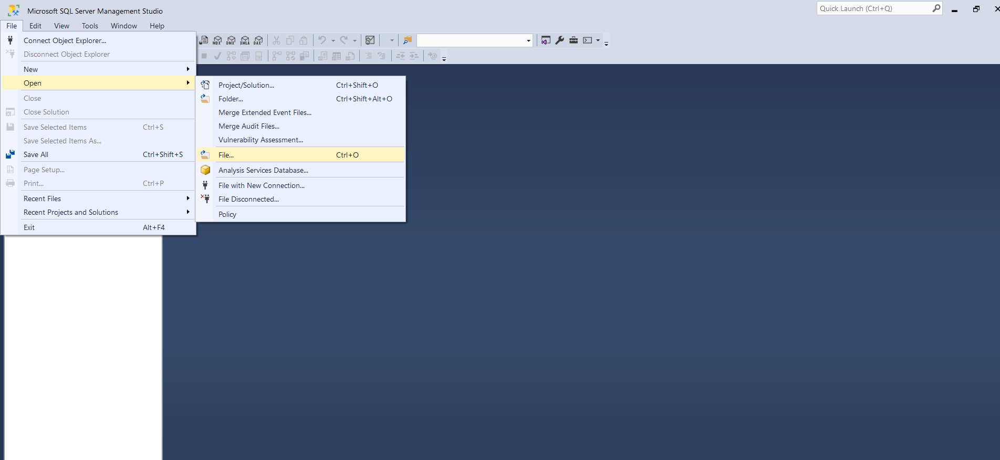 Microsoft SQL Server Management Studio
Quick Launch (Ctrl+Q)
File Edit View Tools Window Help
MDX DMX XMLA DAX
Connect Object Explorer...
Disconnect Object Explorer
New
Open
Close
Close Solution
Save Selected Items Ctrl+S
Save Selected Items As...
Save All Ctrl+Shift+S
Page Setup...
Print... Ctrl+P
Recent Files
Recent Projects and Solutions
Exit Alt+F4
Project/Solution... Ctrl+Shift+O
Folder... Ctrl+Shift+Alt+O
Merge Extended Event Files...
Merge Audit Files...
Vulnerability Assessment...
File... Ctrl+O
Analysis Services Database...
File with New Connection...
File Disconnected...
Policy